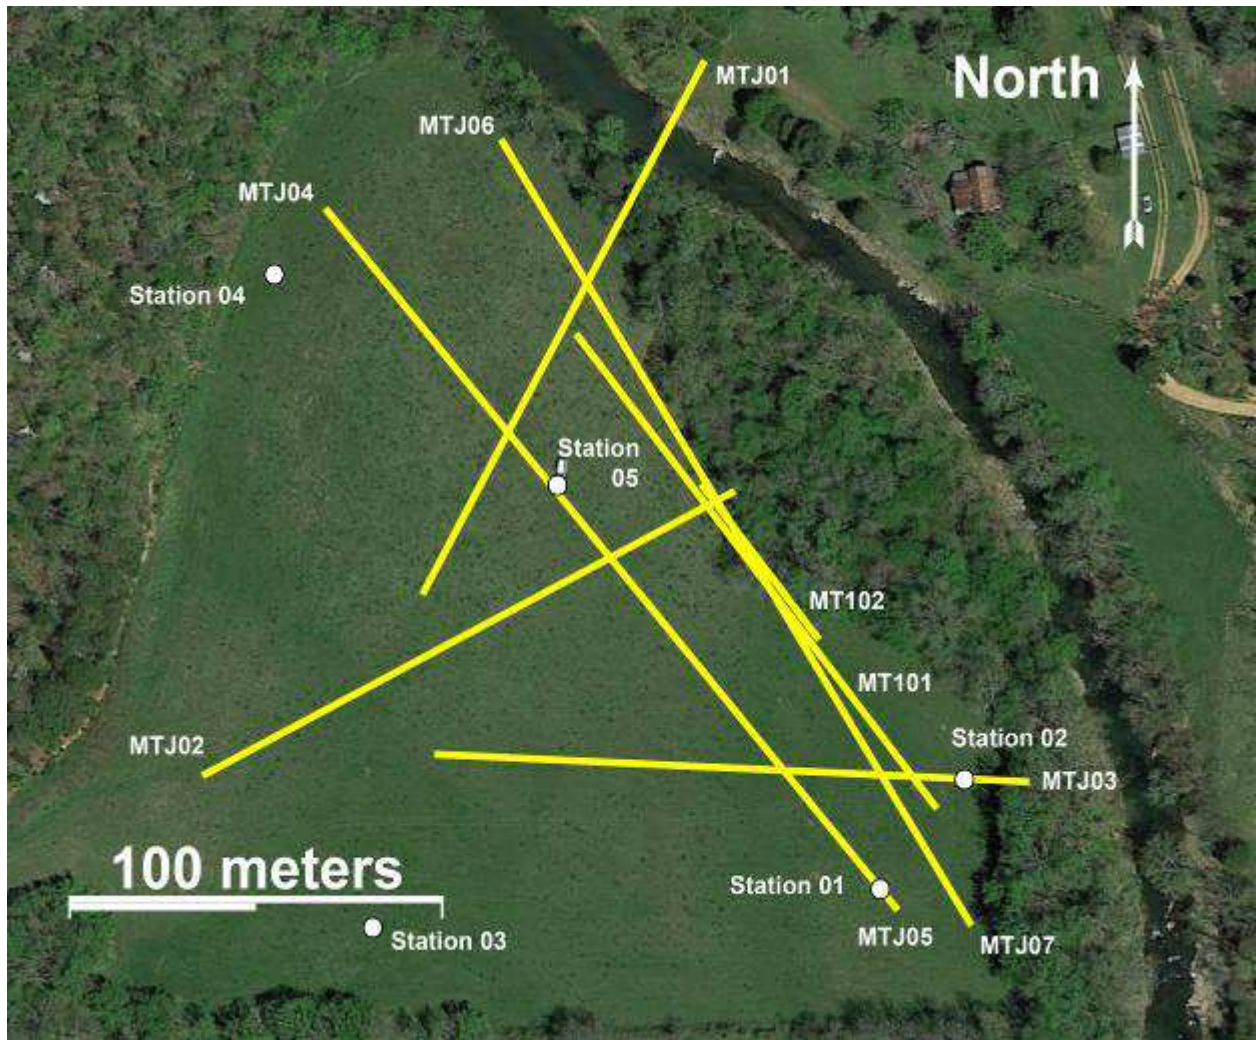 MTJ01
North
MTJ06
MTJ04
Station 04
Station
05
MT102
MT101
Station 02
MTJ02
MTJ03
100 meters
Station 01
MTJ05
MTJ07
Station 03